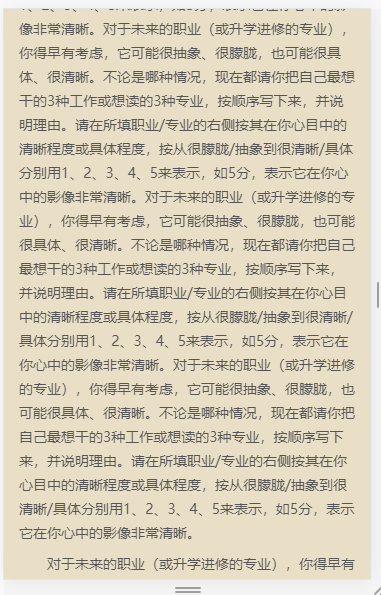 像非常清晰。对于未来的职业（或升学进修的专业），
你得早有考虑，它可能很抽象、很朦胧，也可能很具
体、很清晰。不论是哪种情况，现在都请你把自己最想
干的3种工作或想读的3种专业，按顺序写下来，并说
明理由。请在所填职业/专业的右侧按其在你心目中的
清晰程度或具体程度，按从很朦胧/抽象到很清晰/具体
分别用1、2、3、4、5来表示，如5分，表示它在你心
中的影像非常清晰。对于未来的职业（或升学进修的专
业），你得早有考虑，它可能很抽象、很朦胧，也可能
很具体、很清晰。不论是哪种情况，现在都请你把自己
最想干的3种工作或想读的3种专业，按顺序写下来，
并说明理由。请在所填职业/专业的右侧按其在你心目
中的清晰程度或具体程度，按从很朦胧/抽象到很清晰/
具体分别用1、2、3、4、5来表示，如5分，表示它在
你心中的影像非常清晰。对于未来的职业（或升学进修
的专业），你得早有考虑，它可能很抽象、很朦胧，也
可能很具体、很清晰。不论是哪种情况，现在都请你把
自己最想干的3种工作或想读的3种专业，按顺序写下
来，并说明理由。请在所填职业/专业的右侧按其在你
心目中的清晰程度或具体程度，按从很朦胧/抽象到很
清晰/具体分别用1、2、3、4、5来表示，如5分，表示
它在你心中的影像非常清晰。
对于未来的职业（或升学进修的专业），你得早有